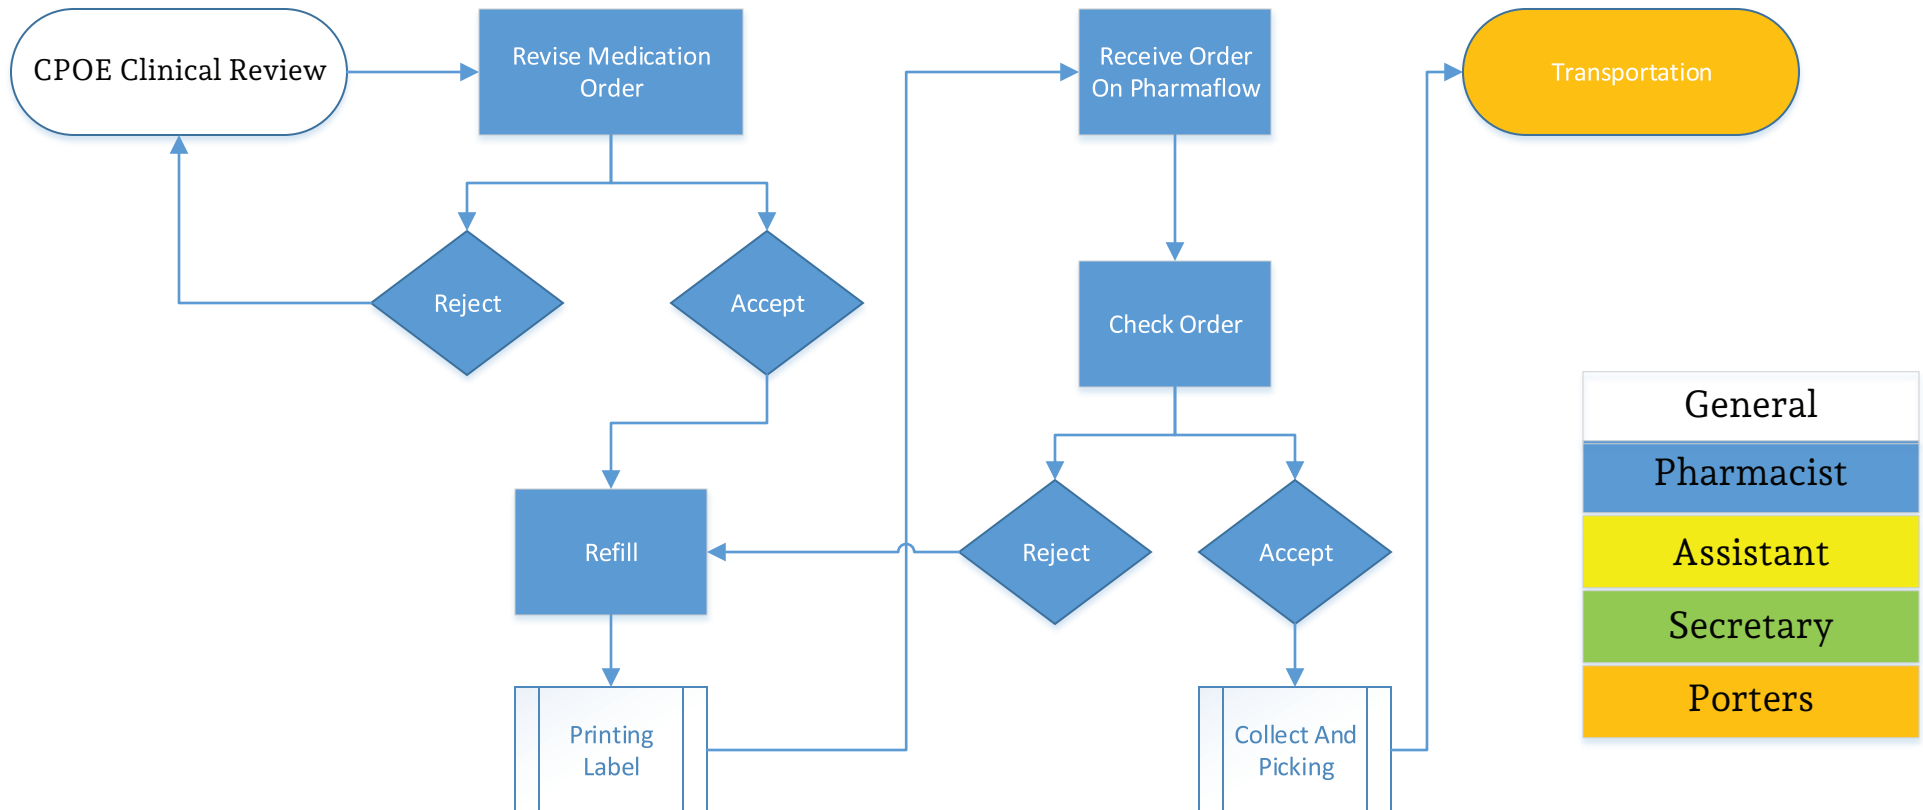 CPOE Clinical Review
Revise Medication
Order
Receive Order
On Pharmaflow
Transportation
Reject
Accept
Check Order
Refill
Reject
Accept
Printing
Label
Collect And
Picking
General
Pharmacist
Assistant
Secretary
Porters